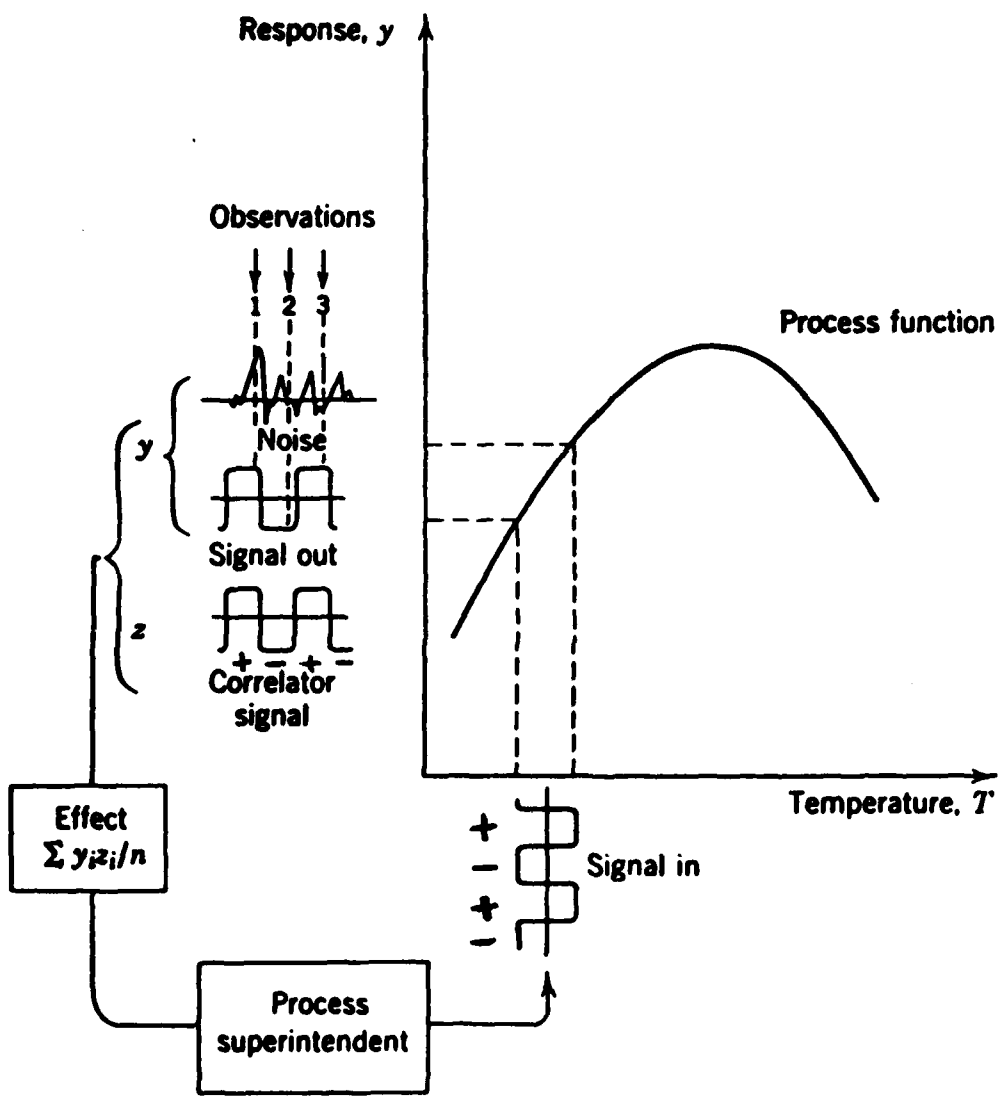 Response, y
Observations
1 2 3
Process function
y
Noise
Signal out
z
+ − + −
Correlator
signal
Temperature, T
Effect
Σ yᵢzᵢ/n
+
−
Signal in
+
−
Process
superintendent